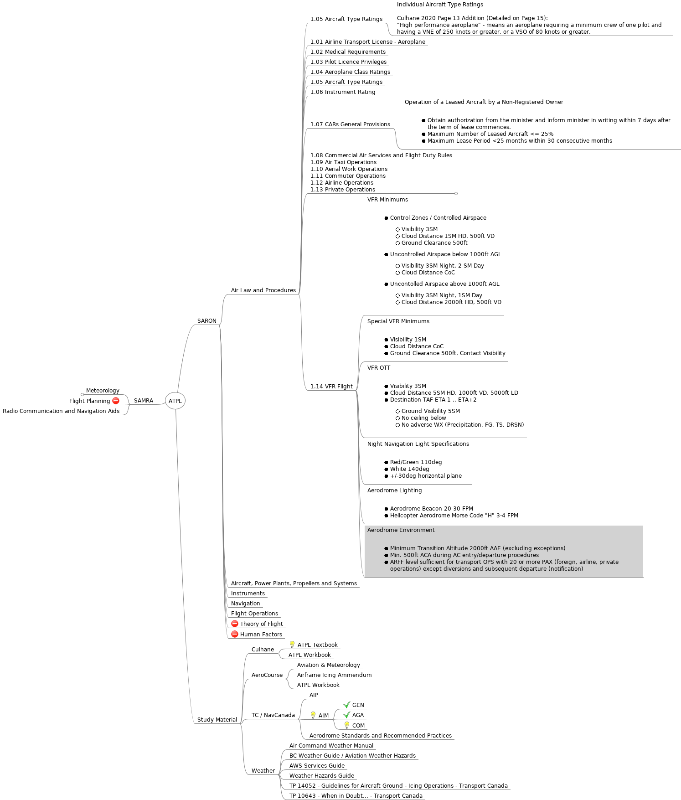 Individual Aircraft Type Ratings
1.05 Aircraft Type Ratings
Culhane 2020 Page 13 Addition (Detailed on Page 15):
"High performance aeroplane" - means an aeroplane requiring a minimum crew of one pilot and
having a VNE of 250 knots or greater, or a VSO of 80 knots or greater.
1.01 Airline Transport License - Aeroplane
1.02 Medical Requirements
1.03 Pilot Licence Privileges
1.04 Aeroplane Class Ratings
1.05 Aircraft Type Ratings
1.06 Instrument Rating
Operation of a Leased Aircraft by a Non-Registered Owner
1.07 CARs General Provisions
● Obtain authorization from the minister and inform minister in writing within 7 days after
the term of lease commences.
● Maximum Number of Leased Aircraft <= 25%
● Maximum Lease Period <25 months within 30 consecutive months
1.08 Commercial Air Services and Flight Duty Rules
1.09 Air Taxi Operations
1.10 Aerial Work Operations
1.11 Commuter Operations
1.12 Airline Operations
1.13 Private Operations
VFR Minimums
● Control Zones / Controlled Airspace
○ Visibility 3SM
○ Cloud Distance 1SM HD, 500ft VD
○ Ground Clearance 500ft
● Uncontrolled Airspace below 1000ft AGL
○ Visibility 3SM Night, 2 SM Day
○ Cloud Distance CoC
● Uncontolled Airspace above 1000ft AGL
○ Visibility 3SM Night, 1SM Day
○ Cloud Distance 2000ft HD, 500ft VD
Air Law and Procedures
SARON
Special VFR Minimums
● Visibility 1SM
● Cloud Distance CoC
● Ground Clearance 500ft, Contact Visibility
VFR OTT
1.14 VFR Flight
● Visibility 3SM
● Cloud Distance 5SM HD, 1000ft VD, 5000ft LD
● Destination TAF ETA-1 .. ETA+2
○ Ground Visbility 5SM
○ No ceiling below
○ No adverse WX (Precipitation, FG, TS, DRSN)
Meteorology
Flight Planning
Radio Communication and Navigation Aids
SAMRA
ATPL
Night Navigation Light Specifications
● Red/Green 110deg
● White 140deg
● +/-30deg horizontal plane
Aerodrome Lighting
● Aerodrome Beacon 20-30 FPM
● Helicopter Aerodrome Morse Code "H" 3-4 FPM
Aerodrome Environment
● Minimum Transition Altitude 2000ft AAE (excluding exceptions)
● Min. 500ft ACA during AC entry/departure procedures
● ARFF level sufficient for transport OPS with 20 or more PAX (foreign, airline, private
operations) except diversions and subsequent departure (notification)
Aircraft, Power Plants, Propellers and Systems
Instruments
Navigation
Flight Operations
Theory of Flight
Human Factors
Study Material
Culhane
ATPL Textbook
ATPL Workbook
AeroCourse
Aviation & Meteorology
Airframe Icing Ammendum
ATPL Workbook
TC / NavCanada
AIP
AIM
GEN
AGA
COM
Aerodrome Standards and Recommended Practices
Weather
Air Command Weather Manual
BC Weather Guide / Aviation Weather Hazards
AWS Services Guide
Weather Hazards Guide
TP 14052 - Guidelines for Aircraft Ground - Icing Operations - Transport Canada
TP 10643 - When in Doubt... - Transport Canada